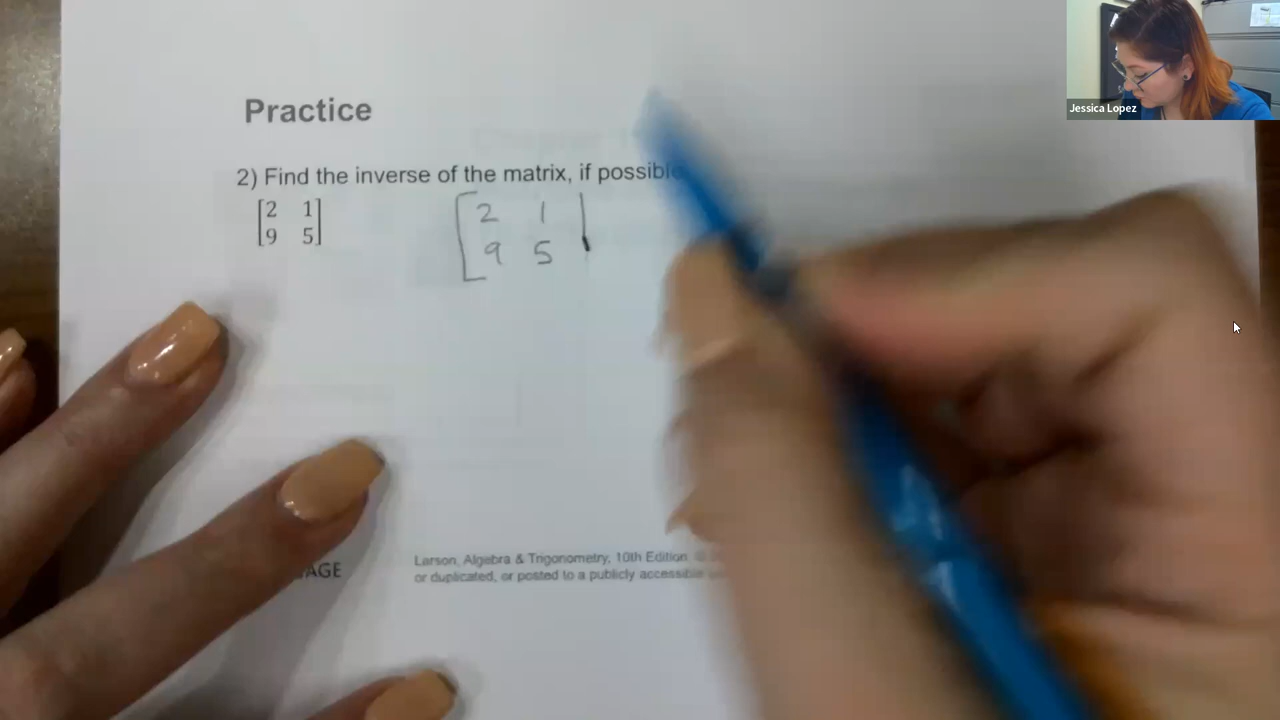 Jessica Lopez
Practice
2) Find the inverse of the matrix, if possible
2 1
9 5
2 1
9 5
Larson, Algebra & Trigonometry, 10th Edition. ©
or duplicated, or posted to a publicly accessible